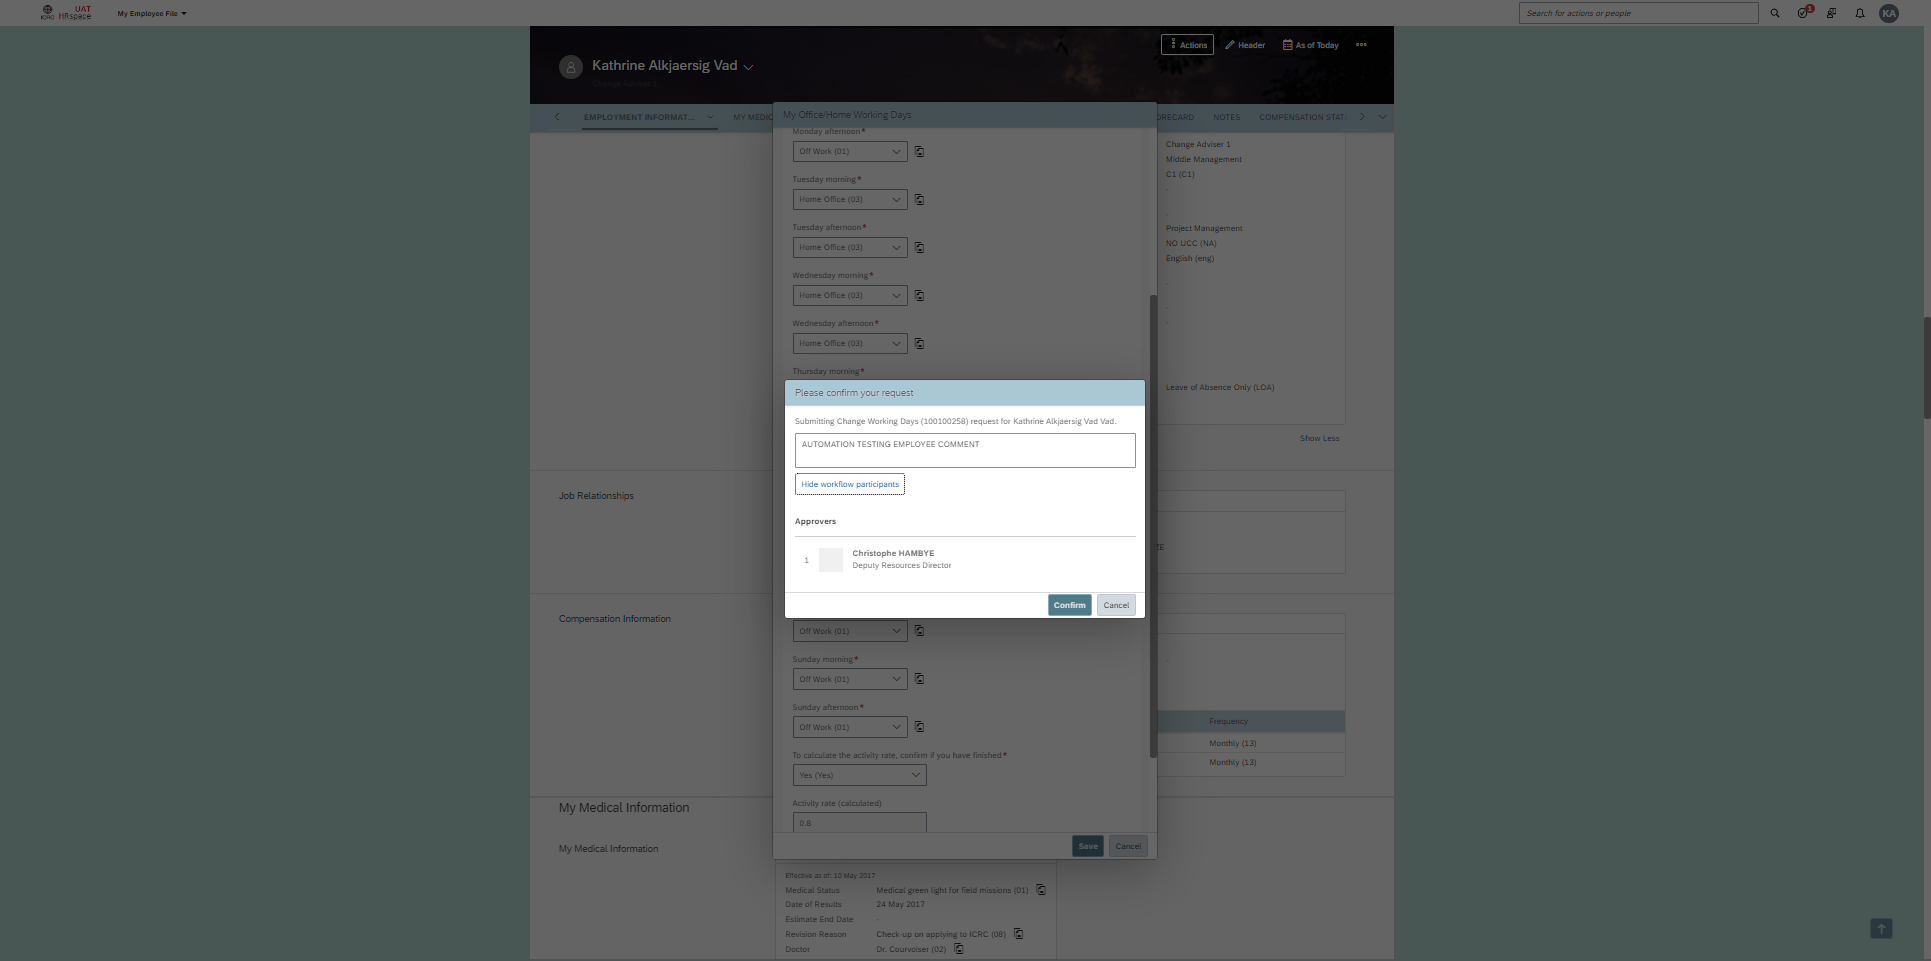 ICRC UAT HRspace
My Employee File
Search for actions or people
1
KA
Actions
Header
As of Today
Kathrine Alkjaersig Vad
Change Adviser 1
EMPLOYMENT INFORMAT...
MY MEDIC
ORECARD
NOTES
COMPENSATION STAT
My Office/Home Working Days
Monday afternoon*
Off Work (01)
Tuesday morning*
Home Office (03)
Tuesday afternoon*
Home Office (03)
Wednesday morning*
Home Office (03)
Wednesday afternoon*
Home Office (03)
Thursday morning*
Change Adviser 1
Middle Management
C1 (C1)
-
-
Project Management
NO UCC (NA)
English (eng)
-
-
-
Leave of Absence Only (LOA)
Show Less
Please confirm your request
Submitting Change Working Days (100100258) request for Kathrine Alkjaersig Vad Vad.
AUTOMATION TESTING EMPLOYEE COMMENT
Hide workflow participants
Approvers
1
Christophe HAMBYE
Deputy Resources Director
Confirm
Cancel
Job Relationships
ZE
Compensation Information
Off Work (01)
Sunday morning*
Off Work (01)
Sunday afternoon*
Off Work (01)
To calculate the activity rate, confirm if you have finished*
Yes (Yes)
Activity rate (calculated)
0.8
Save
Cancel
-
Frequency
Monthly (13)
Monthly (13)
My Medical Information
My Medical Information
Effective as of: 10 May 2017
Medical Status Medical green light for field missions (01)
Date of Results 24 May 2017
Estimate End Date -
Revision Reason Check-up on applying to ICRC (08)
Doctor Dr. Courvoiser (02)